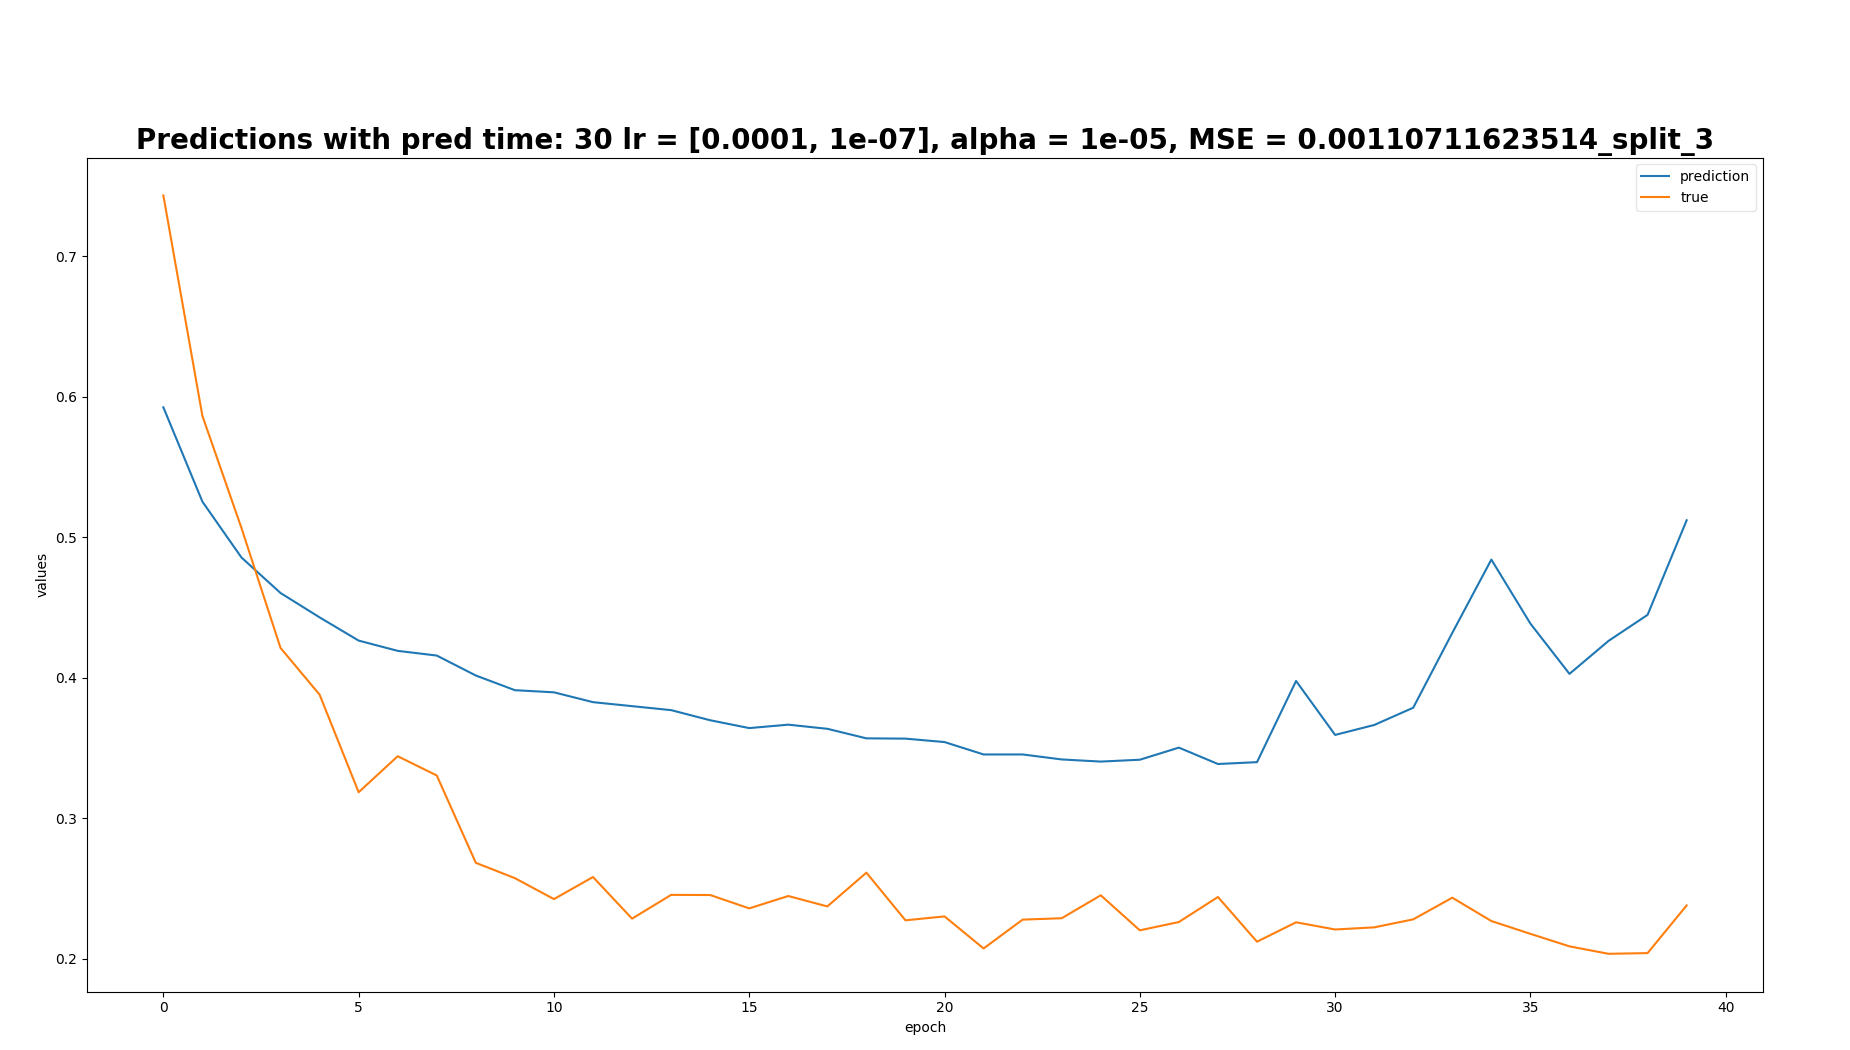 Predictions with pred time: 30 lr = [0.0001, 1e-07], alpha = 1e-05, MSE = 0.00110711623514_split_3
prediction
true
values
0.7
0.6
0.5
0.4
0.3
0.2
0 5 10 15 20 25 30 35 40
epoch